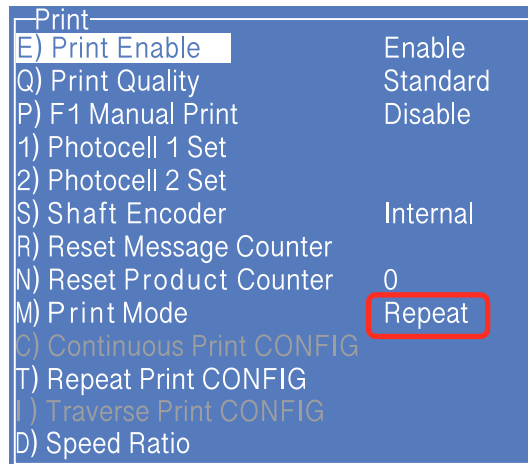 Print
E) Print Enable Enable
Q) Print Quality Standard
P) F1 Manual Print Disable
1) Photocell 1 Set
2) Photocell 2 Set
S) Shaft Encoder Internal
R) Reset Message Counter
N) Reset Product Counter 0
M) Print Mode Repeat
C) Continuous Print CONFIG
T) Repeat Print CONFIG
I) Traverse Print CONFIG
D) Speed Ratio